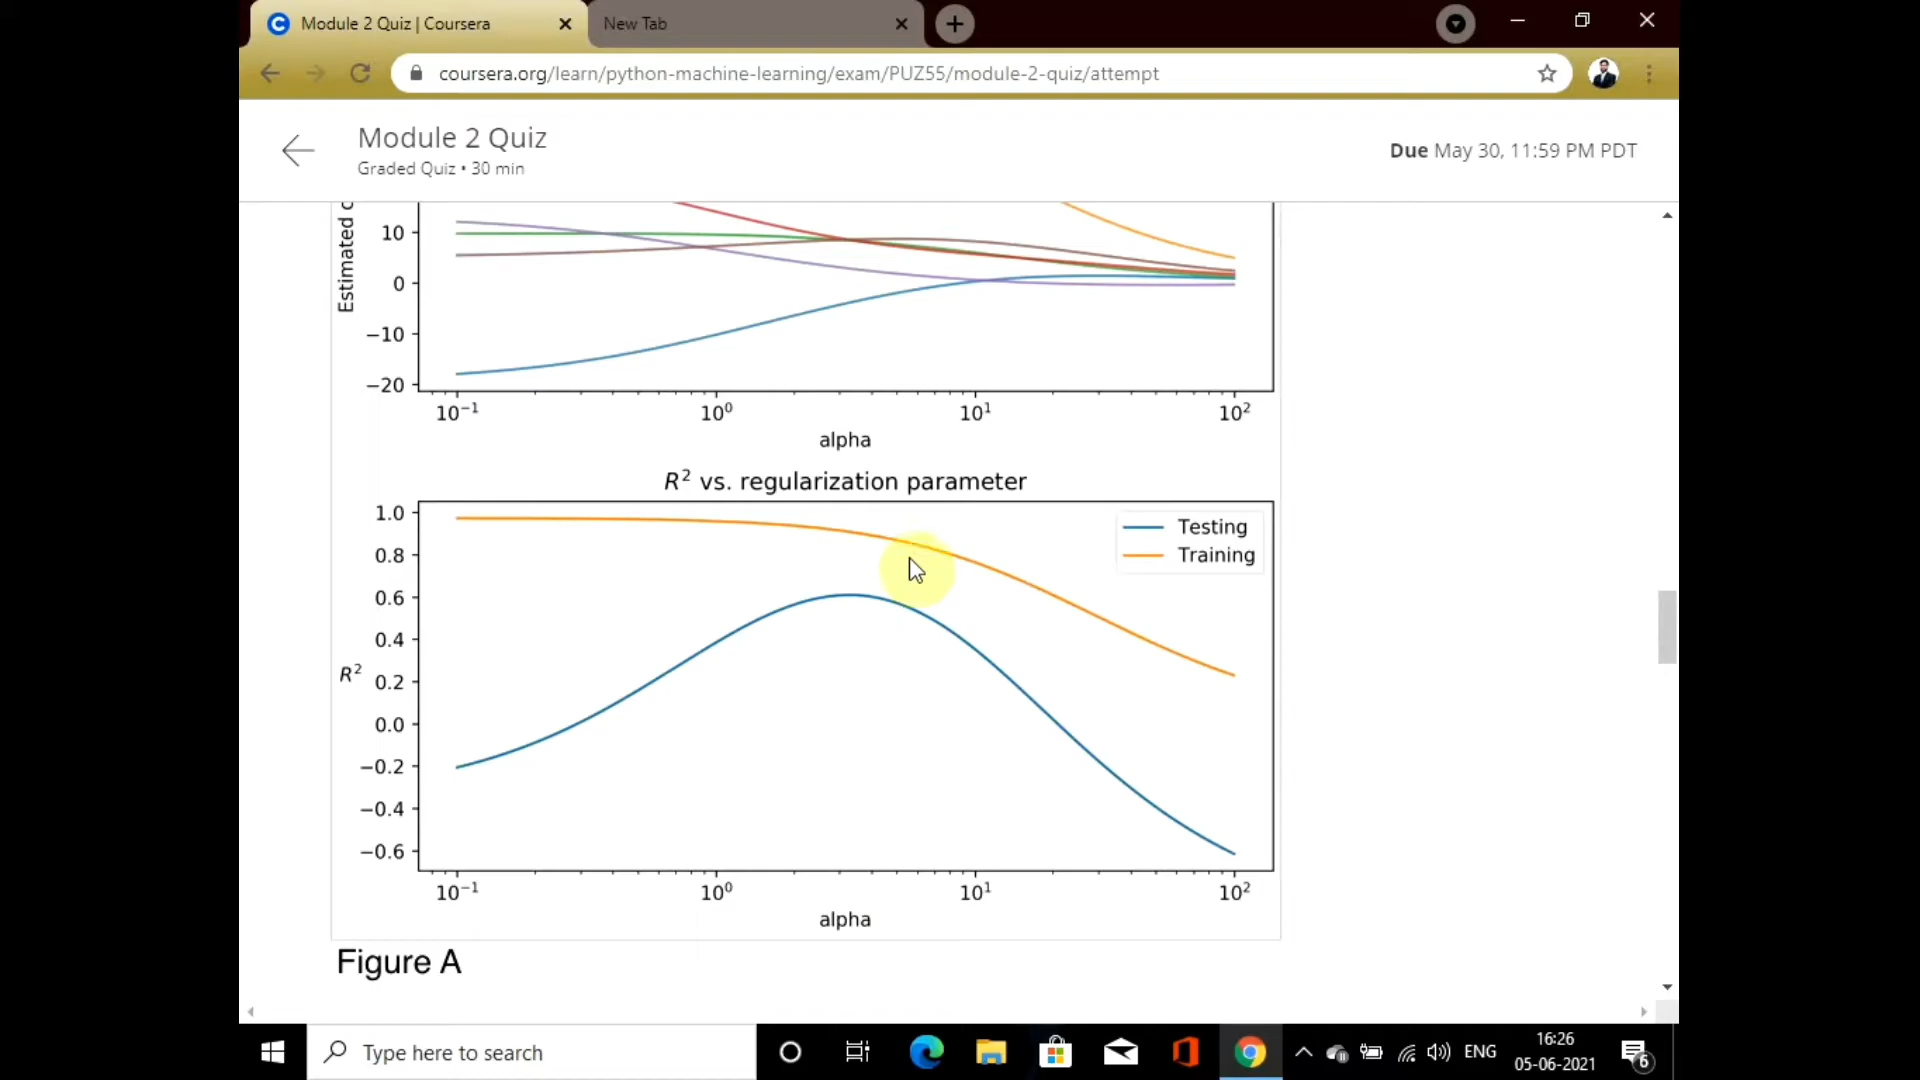 Module 2 Quiz | Coursera
New Tab
coursera.org/learn/python-machine-learning/exam/PUZ55/module-2-quiz/attempt
Module 2 Quiz
Graded Quiz • 30 min
Due May 30, 11:59 PM PDT
Estimated c
10
0
−10
−20
10⁻¹ 10⁰ 10¹ 10²
alpha
R² vs. regularization parameter
1.0
0.8
0.6
0.4
0.2
0.0
−0.2
−0.4
−0.6
R²
Testing
Training
10⁻¹ 10⁰ 10¹ 10²
alpha
Figure A
Type here to search
ENG
16:26
05-06-2021
6